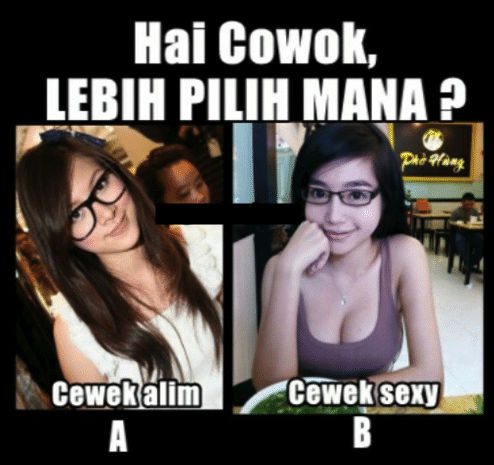 Hai Cowok,
LEBIH PILIH MANA ?
Phở Hùng
Cewek alim
Cewek sexy
A
B